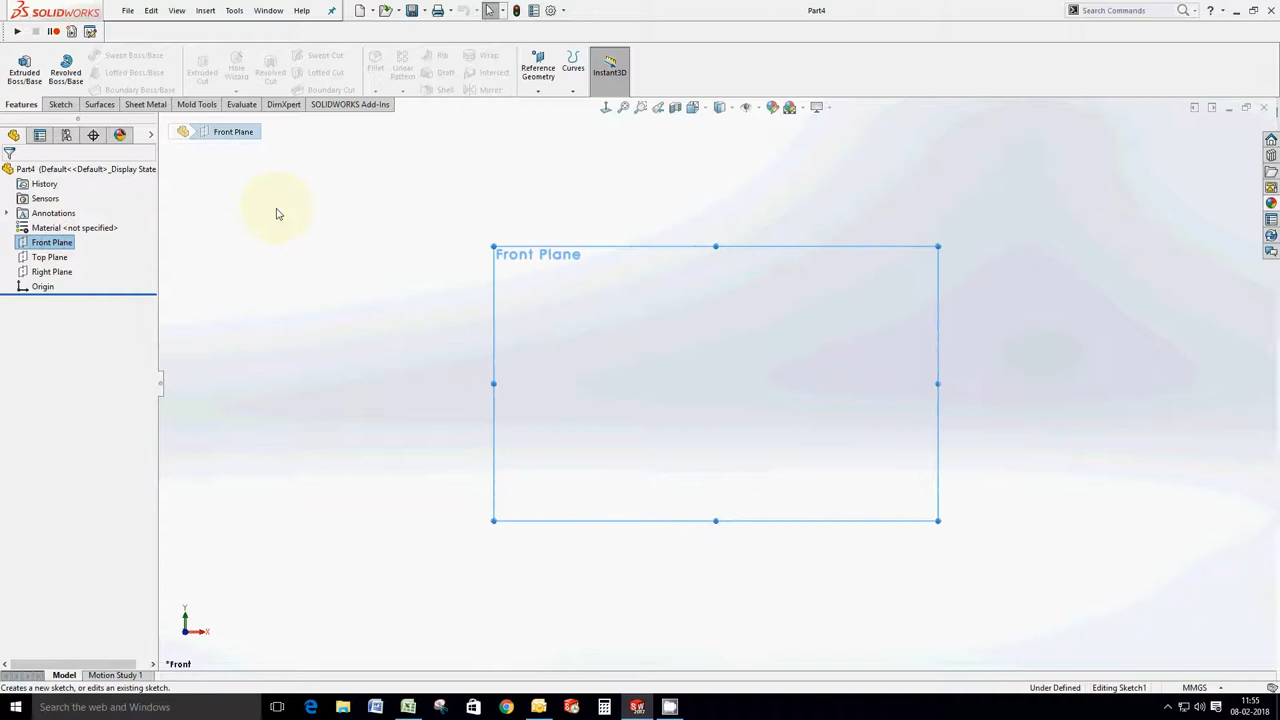 SOLIDWORKS File Edit View Insert Tools Window Help Part4 Search Commands ?
Extruded Boss/Base
Revolved Boss/Base
Swept Boss/Base
Lofted Boss/Base
Boundary Boss/Base
Extruded Cut
Hole Wizard
Revolved Cut
Swept Cut
Lofted Cut
Boundary Cut
Fillet
Linear Pattern
Rib
Draft
Shell
Wrap
Intersect
Mirror
Reference Geometry
Curves
Instant3D
Features Sketch Surfaces Sheet Metal Mold Tools Evaluate DimXpert SOLIDWORKS Add-Ins
Front Plane
Part4 (Default<<Default>_Display State
History
Sensors
Annotations
Material <not specified>
Front Plane
Top Plane
Right Plane
Origin
Front Plane
Y
X
*Front
Model Motion Study 1
Creates a new sketch, or edits an existing sketch. Under Defined Editing Sketch1 MMGS
Search the web and Windows
11:55
08-02-2018